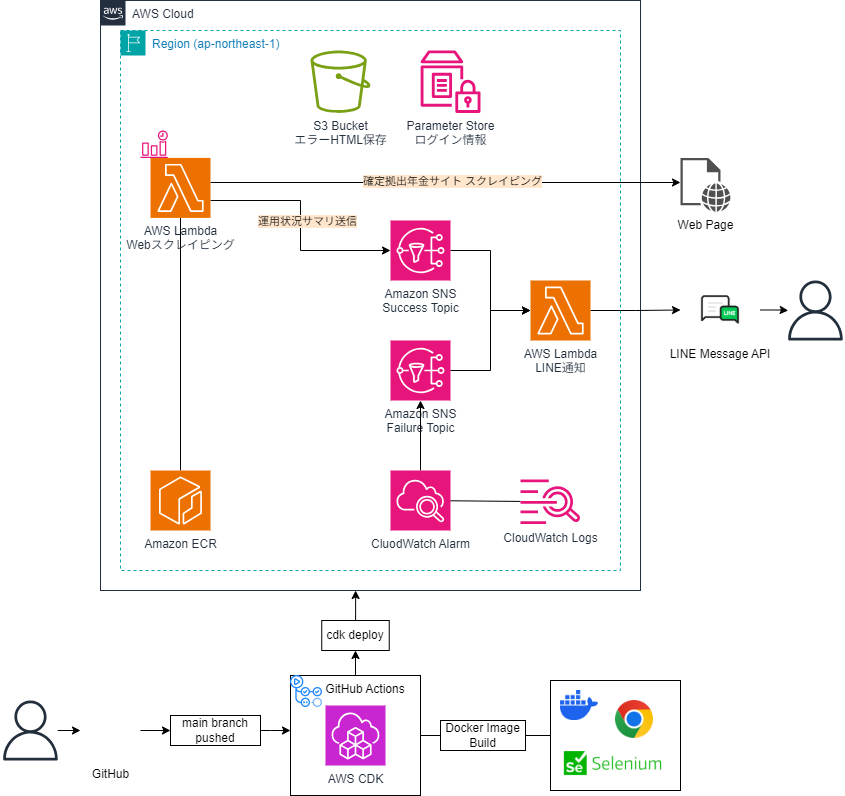 aws
AWS Cloud
Region (ap-northeast-1)
S3 Bucket
エラーHTML保存
Parameter Store
ログイン情報
確定拠出年金サイト スクレイピング
Web Page
AWS Lambda
Webスクレイピング
運用状況サマリ送信
Amazon SNS
Success Topic
AWS Lambda
LINE通知
LINE
LINE Message API
Amazon SNS
Failure Topic
Amazon ECR
CluodWatch Alarm
CloudWatch Logs
cdk deploy
GitHub Actions
AWS CDK
main branch
pushed
GitHub
Docker Image
Build
Se
Selenium